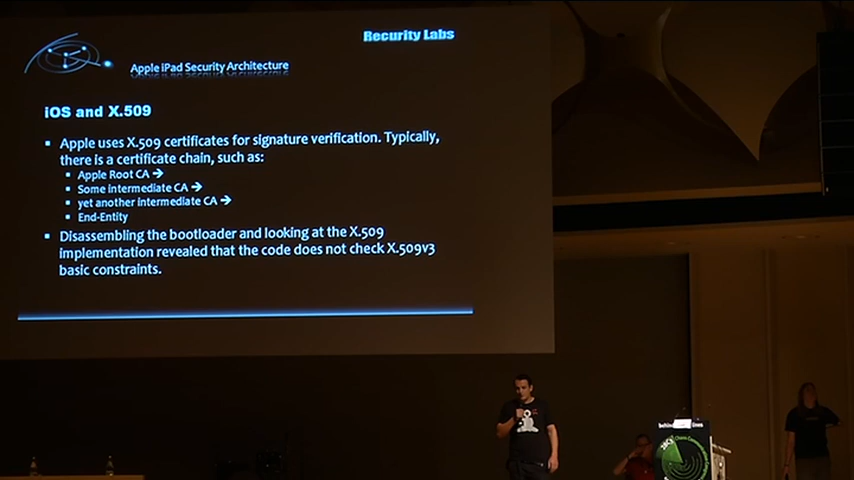 Recurity Labs
Apple iPad Security Architecture
iOS and X.509
▪ Apple uses X.509 certificates for signature verification. Typically,
there is a certificate chain, such as:
▪ Apple Root CA →
▪ Some intermediate CA →
▪ yet another intermediate CA →
▪ End-Entity
▪ Disassembling the bootloader and looking at the X.509
implementation revealed that the code does not check X.509v3
basic constraints.
behind
lines